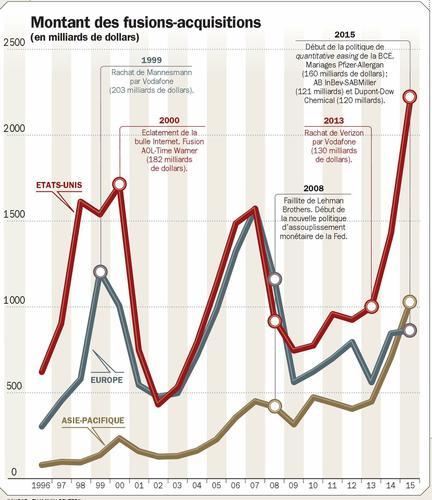 Montant des fusions-acquisitions
(en milliards de dollars)
2500
2000
1500
1000
500
0
1999
Rachat de Mannesmann
par Vodafone
(203 milliards de dollars).
2000
Eclatement de la
bulle Internet. Fusion
AOL-Time Warner
(182 milliards
de dollars).
2015
Début de la politique de
quantitative easing de la BCE.
Mariages Pfizer-Allergan
(160 milliards de dollars) ;
AB InBev-SABMiller
(121 milliards) et Dupont-Dow
Chemical (120 milliards).
2013
Rachat de Verizon
par Vodafone
(130 milliards
de dollars).
2008
Faillite de Lehman
Brothers. Début de
la nouvelle politique
d'assouplissement
monétaire de la Fed.
ETATS-UNIS
EUROPE
ASIE-PACIFIQUE
1996 97 98 99 00 01 02 03 04 05 06 07 08 09 10 11 12 13 14 15